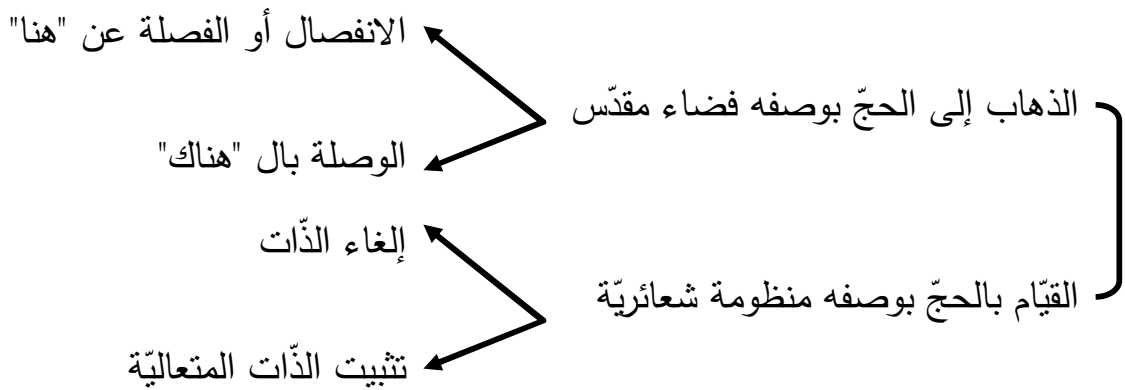 الانفصال أو الفصلة عن "هنا"
الذهاب إلى الحجّ بوصفه فضاء مقدّس
الوصلة بال "هناك"
إلغاء الذّات
القيّام بالحجّ بوصفه منظومة شعائريّة
تثبيت الذّات المتعاليّة